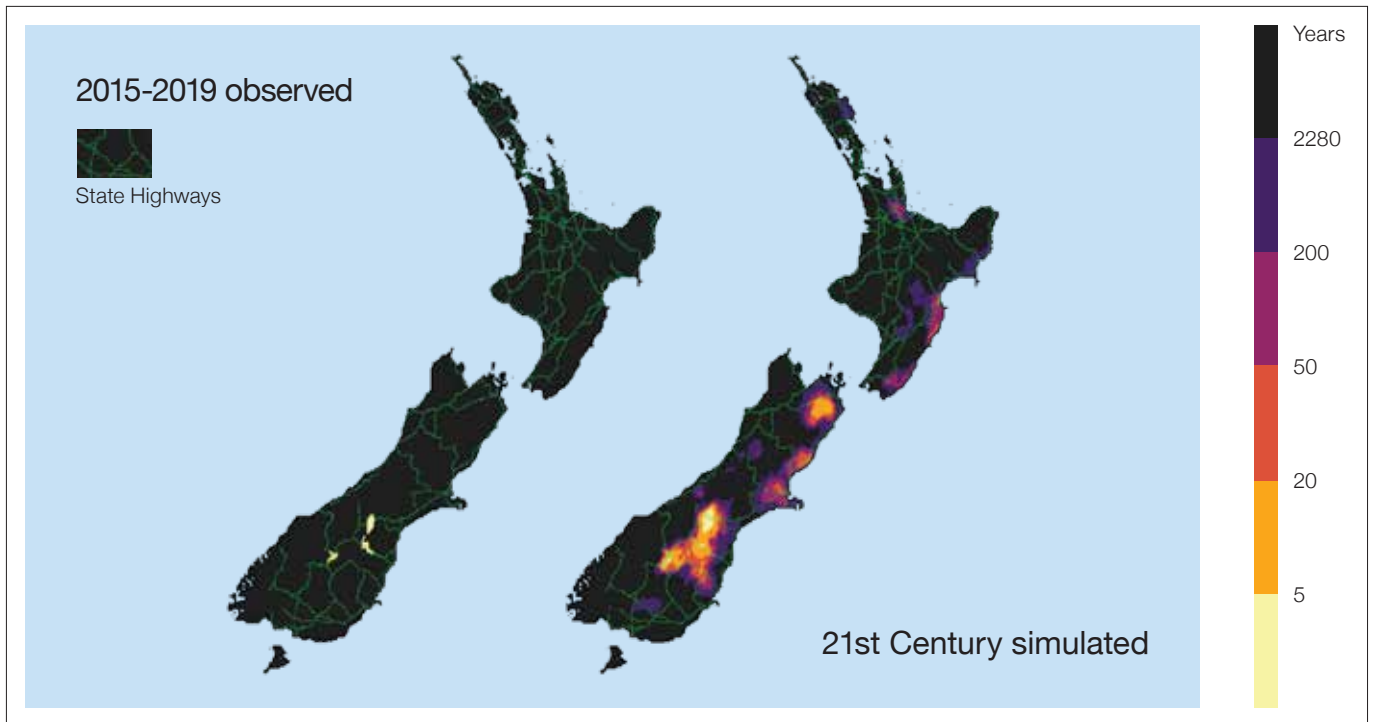 2015-2019 observed
State Highways
21st Century simulated
Years
2280
200
50
20
5